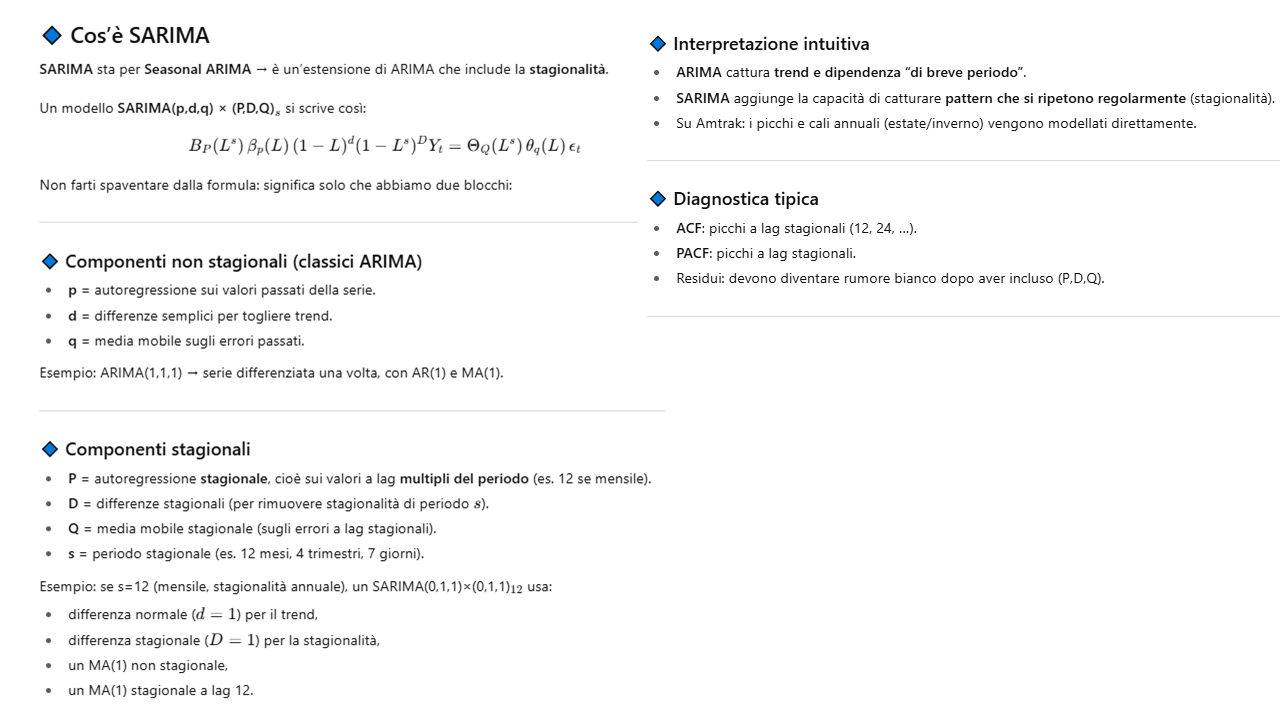 Cos’è SARIMA
SARIMA sta per Seasonal ARIMA → è un’estensione di ARIMA che include la stagionalità.
Un modello SARIMA(p,d,q) × (P,D,Q)ₛ si scrive così:
B_P(L^s) β_p(L) (1 − L)^d(1 − L^s)^D Y_t = Θ_Q(L^s) θ_q(L) ϵ_t
Non farti spaventare dalla formula: significa solo che abbiamo due blocchi:
Componenti non stagionali (classici ARIMA)
• p = autoregressione sui valori passati della serie.
• d = differenze semplici per togliere trend.
• q = media mobile sugli errori passati.
Esempio: ARIMA(1,1,1) → serie differenziata una volta, con AR(1) e MA(1).
Componenti stagionali
• P = autoregressione stagionale, cioè sui valori a lag multipli del periodo (es. 12 se mensile).
• D = differenze stagionali (per rimuovere stagionalità di periodo s).
• Q = media mobile stagionale (sugli errori a lag stagionali).
• s = periodo stagionale (es. 12 mesi, 4 trimestri, 7 giorni).
Esempio: se s=12 (mensile, stagionalità annuale), un SARIMA(0,1,1)×(0,1,1)₁₂ usa:
• differenza normale (d = 1) per il trend,
• differenza stagionale (D = 1) per la stagionalità,
• un MA(1) non stagionale,
• un MA(1) stagionale a lag 12.
Interpretazione intuitiva
• ARIMA cattura trend e dipendenza “di breve periodo”.
• SARIMA aggiunge la capacità di catturare pattern che si ripetono regolarmente (stagionalità).
• Su Amtrak: i picchi e cali annuali (estate/inverno) vengono modellati direttamente.
Diagnostica tipica
• ACF: picchi a lag stagionali (12, 24, …).
• PACF: picchi a lag stagionali.
• Residui: devono diventare rumore bianco dopo aver incluso (P,D,Q).